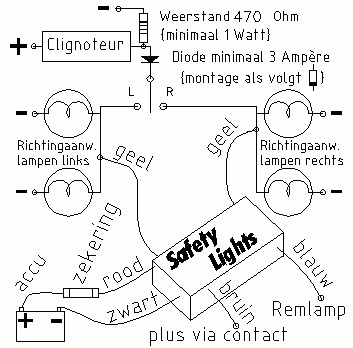 -
Weerstand 470 Ohm
{minimaal 1 Watt}
+
Clignoteur
Diode minimaal 3 Ampère
{montage als volgt }
L R
-
-
Richtingaanw.
lampen links
geel
geel
Richtingaanw.
lampen rechts
-
-
Safety
Lights
accu
zekering
rood
zwart
blauw
bruin
Remlamp
+ -
plus via contact